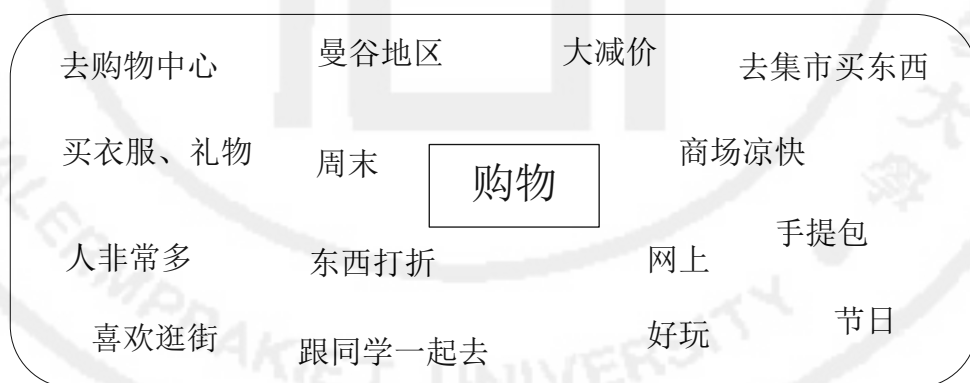 去购物中心
曼谷地区
大减价
去集市买东西
买衣服、礼物
周末
购物
商场凉快
人非常多
东西打折
网上
手提包
喜欢逛街
跟同学一起去
好玩
节日